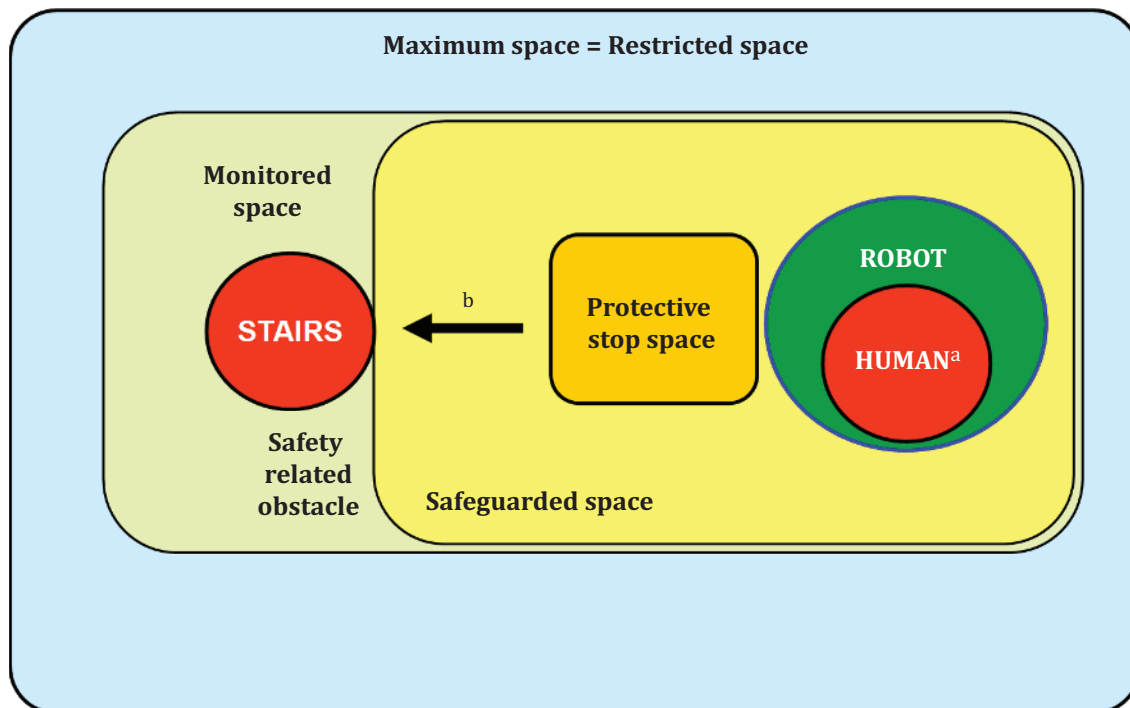 Maximum space = Restricted space
Monitored
space
STAIRS
Safety
related
obstacle
b
Protective
stop space
ROBOT
HUMANa
Safeguarded space